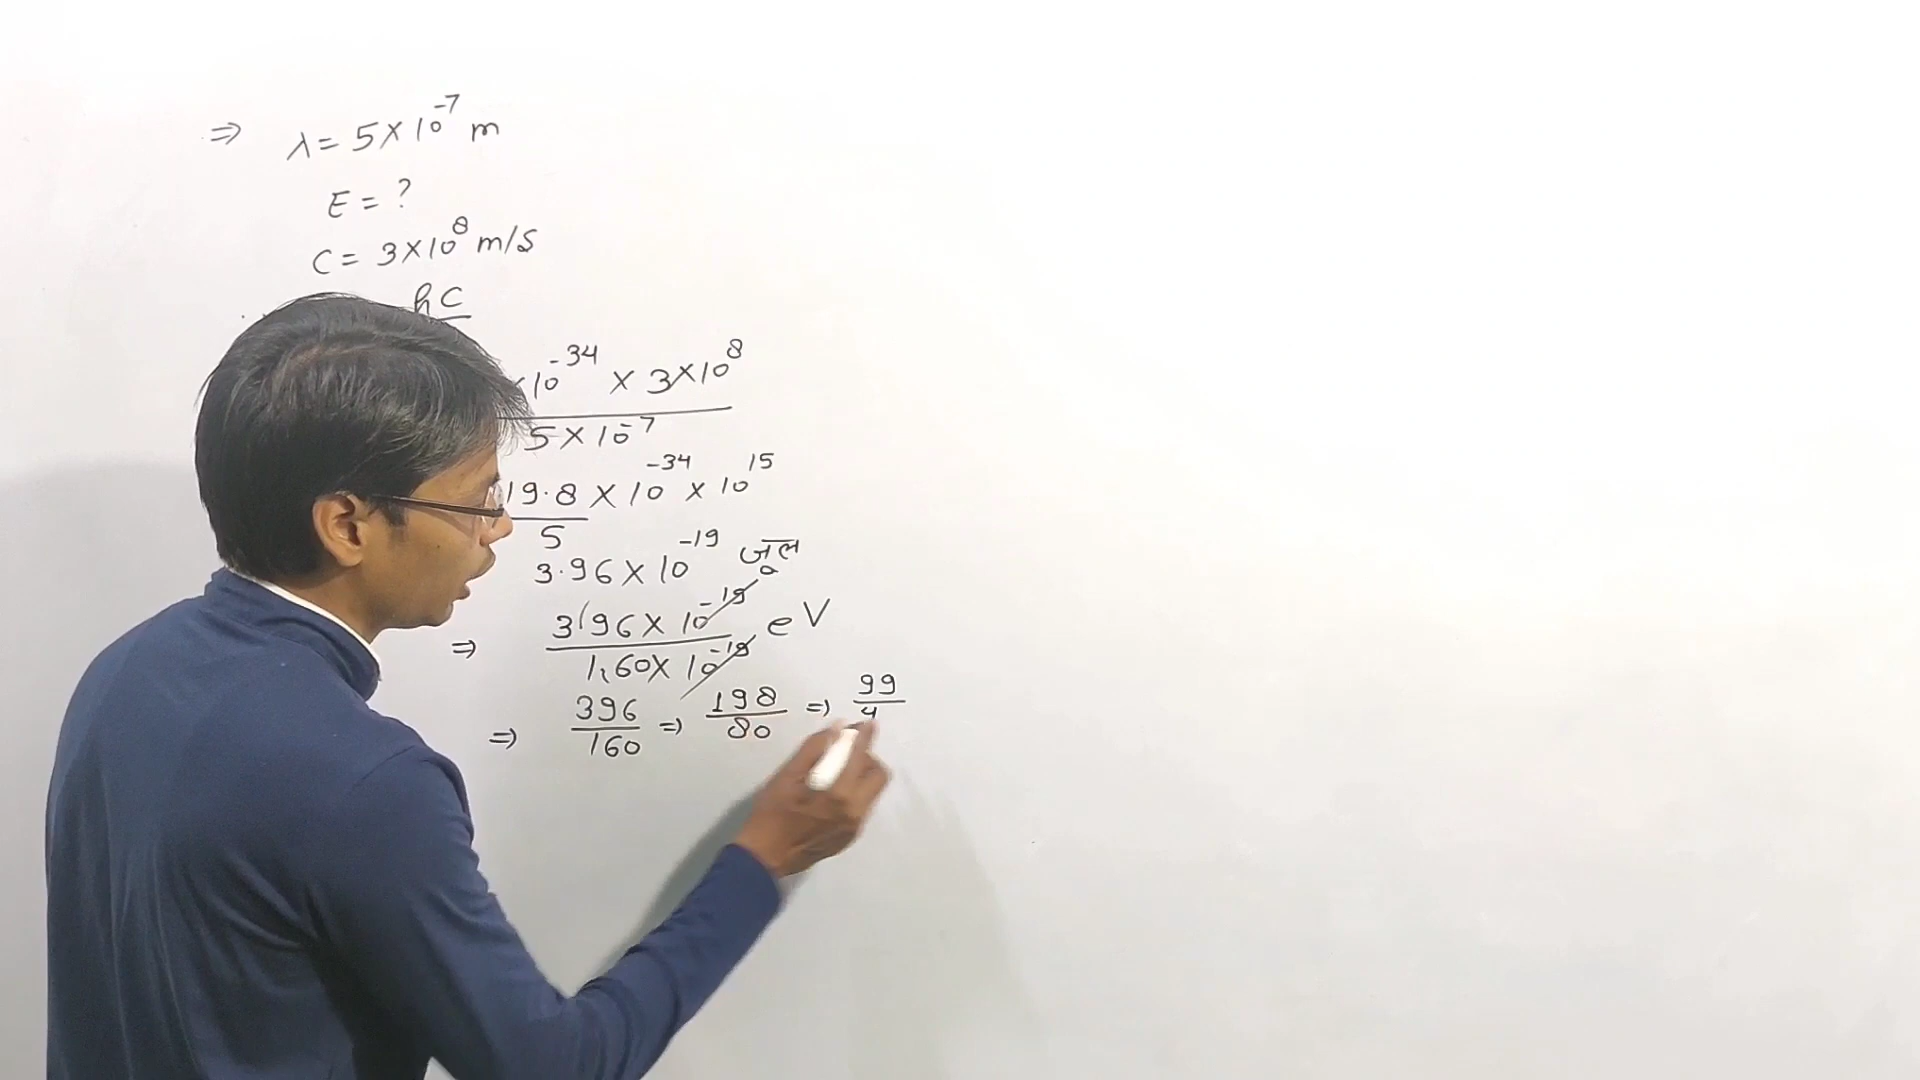 ⇒ λ = 5×10⁻⁷ m
E = ?
C = 3×10⁸ m/s
hC
×10⁻³⁴ × 3×10⁸
5×10⁻⁷
19.8 × 10⁻³⁴ × 10¹⁵
5
3.96 × 10⁻¹⁹ जूल
⇒ 3.96 × 10⁻¹⁹ / 1.60 × 10⁻¹⁹ eV
⇒ 396/160 ⇒ 198/80 ⇒ 99/4